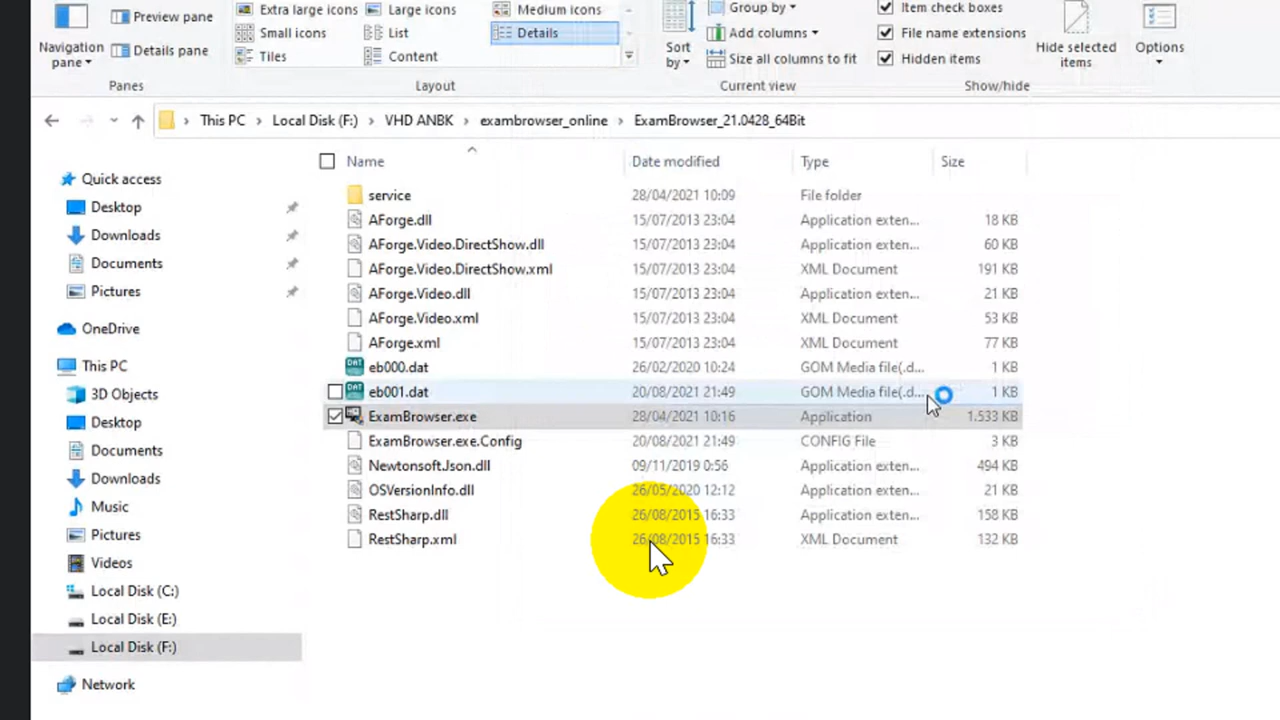 Preview pane
Extra large icons
Large icons
Medium icons
Group by
Item check boxes
Small icons
List
Details
Add columns
File name extensions
Navigation pane
Details pane
Tiles
Content
Sort by
Size all columns to fit
Hidden items
Hide selected items
Options
Panes
Layout
Current view
Show/hide
This PC > Local Disk (F:) > VHD ANBK > exambrowser_online > ExamBrowser_21.0428_64Bit
Name Date modified Type Size
service 28/04/2021 10:09 File folder
AForge.dll 15/07/2013 23:04 Application exten... 18 KB
AForge.Video.DirectShow.dll 15/07/2013 23:04 Application exten... 60 KB
AForge.Video.DirectShow.xml 15/07/2013 23:04 XML Document 191 KB
AForge.Video.dll 15/07/2013 23:04 Application exten... 21 KB
AForge.Video.xml 15/07/2013 23:04 XML Document 53 KB
AForge.xml 15/07/2013 23:04 XML Document 77 KB
DAT eb000.dat 26/02/2020 10:24 GOM Media file(.d... 1 KB
DAT eb001.dat 20/08/2021 21:49 GOM Media file(.d... 1 KB
ExamBrowser.exe 28/04/2021 10:16 Application 1.533 KB
ExamBrowser.exe.Config 20/08/2021 21:49 CONFIG File 3 KB
Newtonsoft.Json.dll 09/11/2019 0:56 Application exten... 494 KB
OSVersionInfo.dll 26/05/2020 12:12 Application exten... 21 KB
RestSharp.dll 26/08/2015 16:33 Application exten... 158 KB
RestSharp.xml 26/08/2015 16:33 XML Document 132 KB
Quick access
Desktop
Downloads
Documents
Pictures
OneDrive
This PC
3D Objects
Desktop
Documents
Downloads
Music
Pictures
Videos
Local Disk (C:)
Local Disk (E:)
Local Disk (F:)
Network